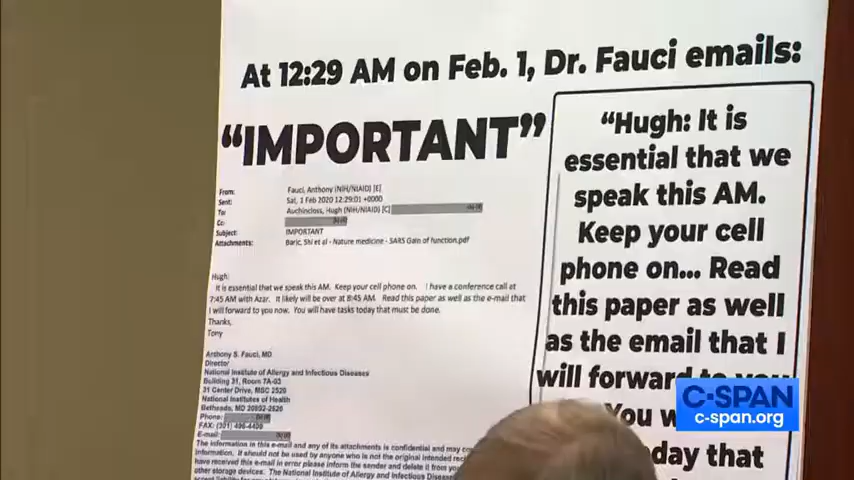 At 12:29 AM on Feb. 1, Dr. Fauci emails:
“IMPORTANT”
From: Fauci, Anthony (NIH/NIAID) [E]
Sent: Sat, 1 Feb 2020 12:29:01 +0000
To: Auchincloss, Hugh (NIH/NIAID) [C]
Cc:
Subject: IMPORTANT
Attachments: Baric, Shi et al - Nature medicine - SARS Gain of function.pdf
Hugh:
It is essential that we speak this AM. Keep your cell phone on. I have a conference call at
7:45 AM with Azar. It likely will be over at 8:45 AM. Read this paper as well as the e-mail that
I will forward to you now. You will have tasks today that must be done.
Thanks,
Tony
Anthony S. Fauci, MD
Director
National Institute of Allergy and Infectious Diseases
Building 31, Room 7A-03
31 Center Drive, MSC 2520
National Institutes of Health
Bethesda, MD 20892-2520
Phone:
FAX: (301) 496-4409
E-mail:
The information in this e-mail and any of its attachments is confidential and may
information. It should not be used by anyone who is not the original intended
have received this e-mail in error please inform the sender and delete it from
other storage devices. The National Institute of Allergy and Infectious Diseases
“Hugh: It is
essential that we
speak this AM.
Keep your cell
phone on... Read
this paper as well
as the email that I
will forward to you
You
day that
C-SPAN
c-span.org